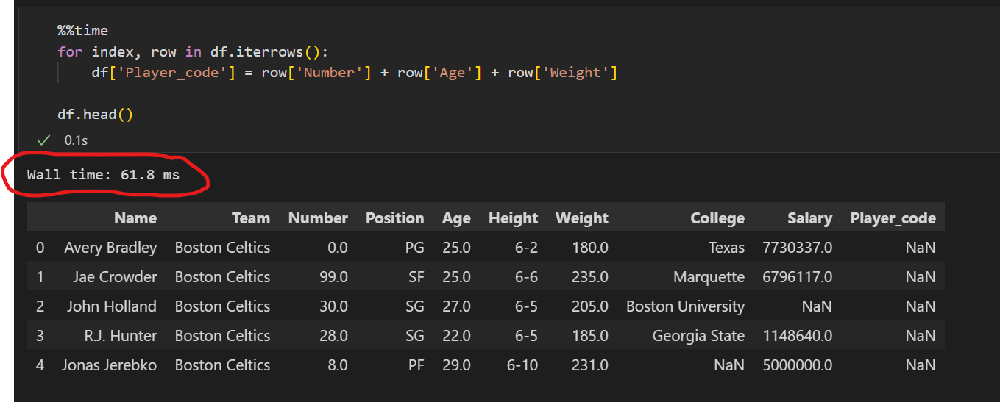 %%time
for index, row in df.iterrows():
    df['Player_code'] = row['Number'] + row['Age'] + row['Weight']
df.head()
0.1s
Wall time: 61.8 ms
Name Team Number Position Age Height Weight College Salary Player_code
0 Avery Bradley Boston Celtics 0.0 PG 25.0 6-2 180.0 Texas 7730337.0 NaN
1 Jae Crowder Boston Celtics 99.0 SF 25.0 6-6 235.0 Marquette 6796117.0 NaN
2 John Holland Boston Celtics 30.0 SG 27.0 6-5 205.0 Boston University NaN NaN
3 R.J. Hunter Boston Celtics 28.0 SG 22.0 6-5 185.0 Georgia State 1148640.0 NaN
4 Jonas Jerebko Boston Celtics 8.0 PF 29.0 6-10 231.0 NaN 5000000.0 NaN